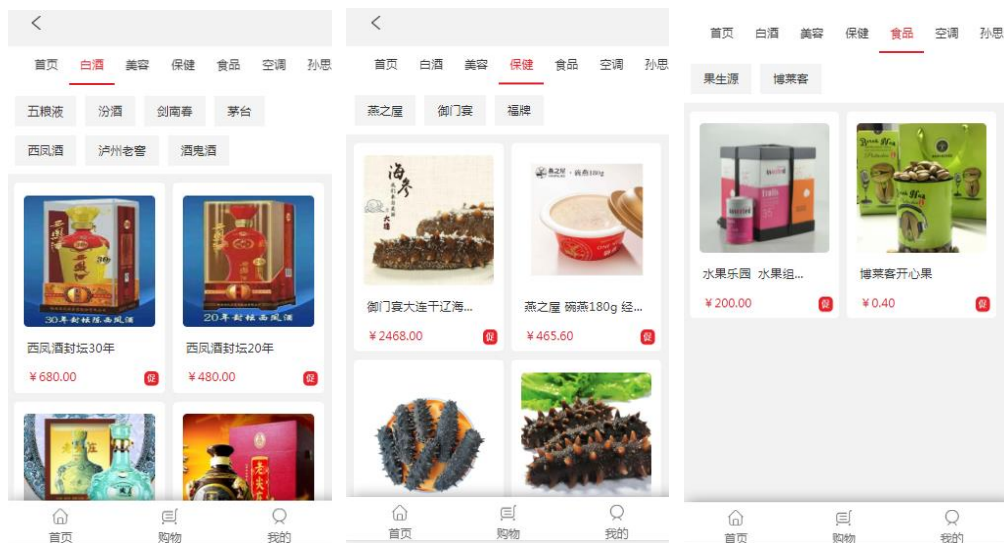 首页 白酒 美容 保健 食品 空调 孙思
五粮液 汾酒 剑南春 茅台
西凤酒 泸州老窖 酒鬼酒
30年封坛陈西凤酒
20年封坛西凤酒
西凤酒封坛30年
西凤酒封坛20年
￥680.00 促
￥480.00 促
首页 购物 我的
首页 白酒 美容 保健 食品 空调 孙思
燕之屋 御门宴 福牌
海参
燕之屋·碗燕180g
御门宴大连干辽海...
燕之屋 碗燕180g 经...
￥2468.00 促
￥465.60 促
首页 购物 我的
首页 白酒 美容 保健 食品 空调 孙思
果生源 博莱客
水果乐园 水果组...
博莱客开心果
￥200.00 促
￥0.40 促
首页 购物 我的